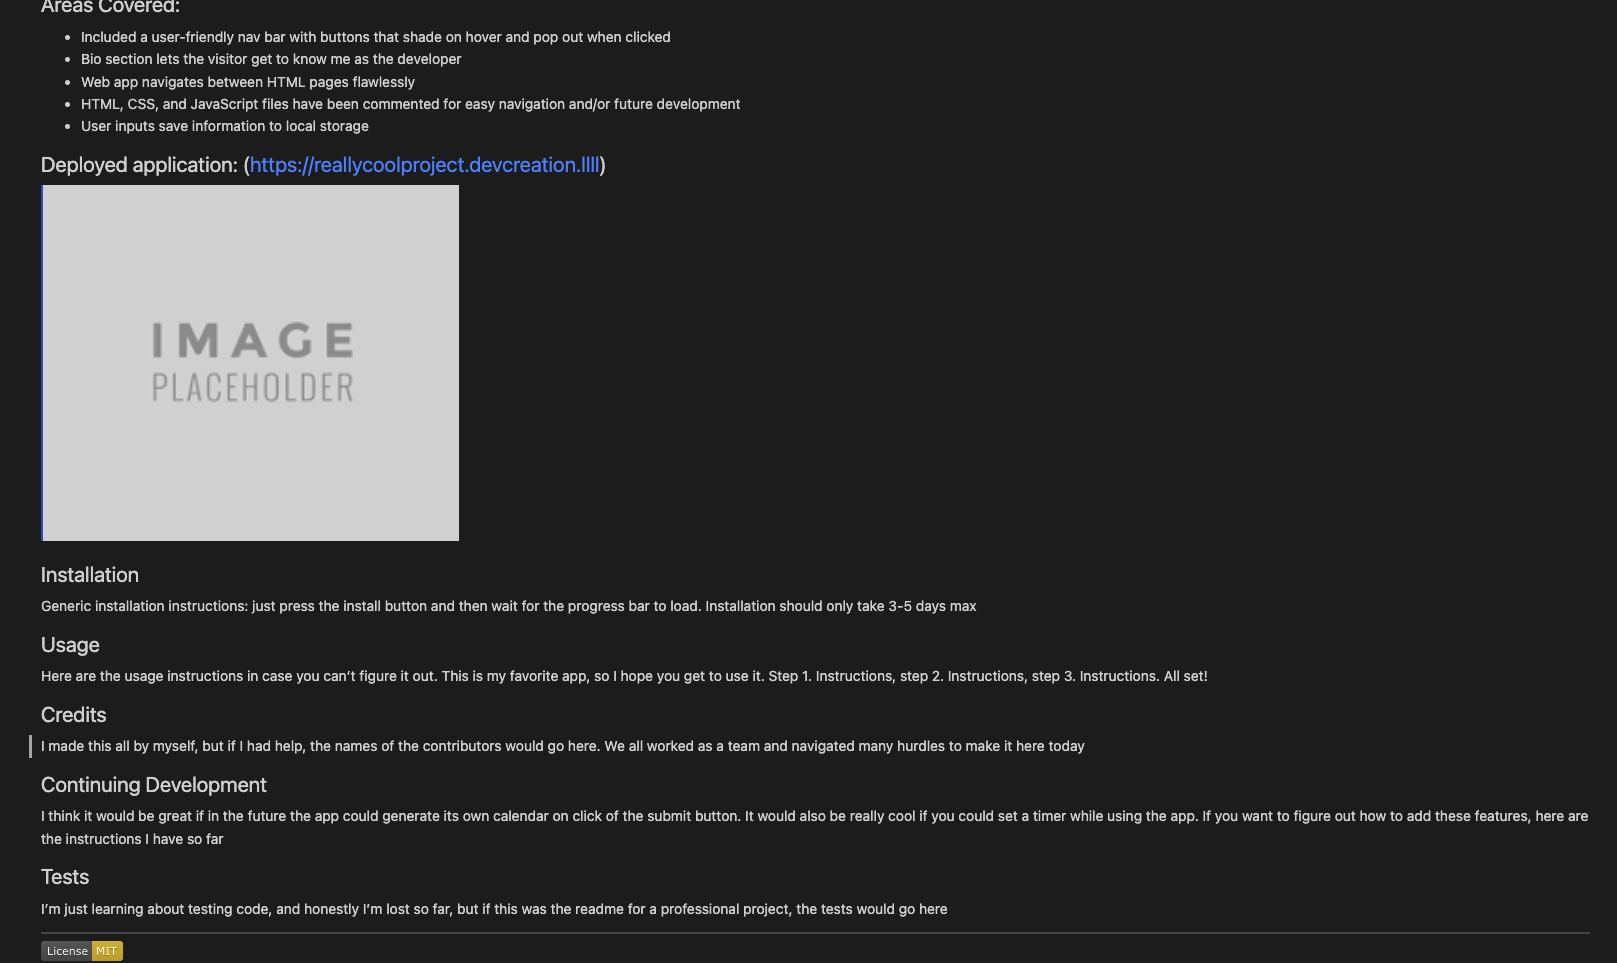 Areas Covered:
Included a user-friendly nav bar with buttons that shade on hover and pop out when clicked
Bio section lets the visitor get to know me as the developer
Web app navigates between HTML pages flawlessly
HTML, CSS, and JavaScript files have been commented for easy navigation and/or future development
User inputs save information to local storage
Deployed application: (https://reallycoolproject.devcreation.llll)
IMAGE
PLACEHOLDER
Installation
Generic installation instructions: just press the install button and then wait for the progress bar to load. Installation should only take 3-5 days max
Usage
Here are the usage instructions in case you can’t figure it out. This is my favorite app, so I hope you get to use it. Step 1. Instructions, step 2. Instructions, step 3. Instructions. All set!
Credits
I made this all by myself, but if I had help, the names of the contributors would go here. We all worked as a team and navigated many hurdles to make it here today
Continuing Development
I think it would be great if in the future the app could generate its own calendar on click of the submit button. It would also be really cool if you could set a timer while using the app. If you want to figure out how to add these features, here are
the instructions I have so far
Tests
I’m just learning about testing code, and honestly I’m lost so far, but if this was the readme for a professional project, the tests would go here
License MIT